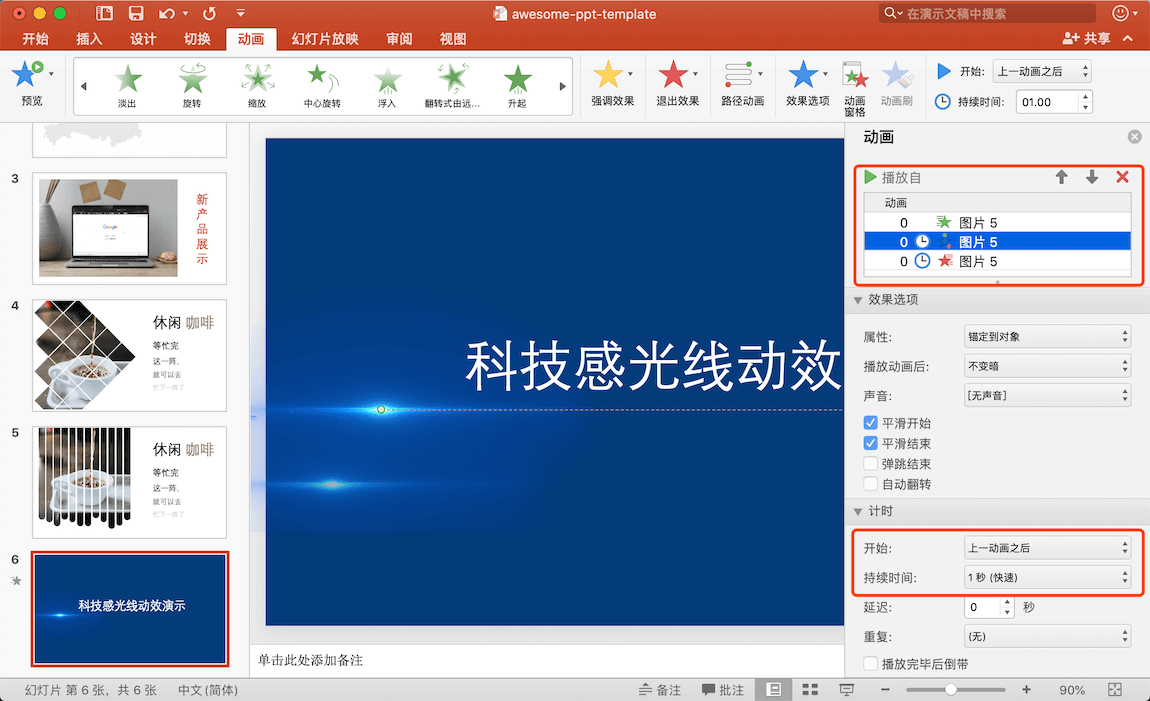 awesome-ppt-template
在演示文稿中搜索
开始 插入 设计 切换 动画 幻灯片放映 审阅 视图
共享
预览
淡出 旋转 缩放 中心旋转 浮入 翻转式由远... 升起
强调效果 退出效果 路径动画 效果选项 动画窗格 动画刷
开始: 上一动画之后
持续时间: 01.00
3
新产品展示
Google
4
休闲 咖啡
等忙完
这一阵,
就可以去
忙下一阵了
5
休闲 咖啡
等忙完
这一阵,
就可以去
忙下一阵了
6
科技感光线动效演示
科技感光线动效
单击此处添加备注
动画
播放自
动画
0 图片 5
0 图片 5
0 图片 5
效果选项
属性: 锚定到对象
播放动画后: 不变暗
声音: [无声音]
平滑开始
平滑结束
弹跳结束
自动翻转
计时
开始: 上一动画之后
持续时间: 1 秒 (快速)
延迟: 0 秒
重复: (无)
播放完毕后倒带
幻灯片 第 6 张，共 6 张 中文 (简体) 备注 批注 90%